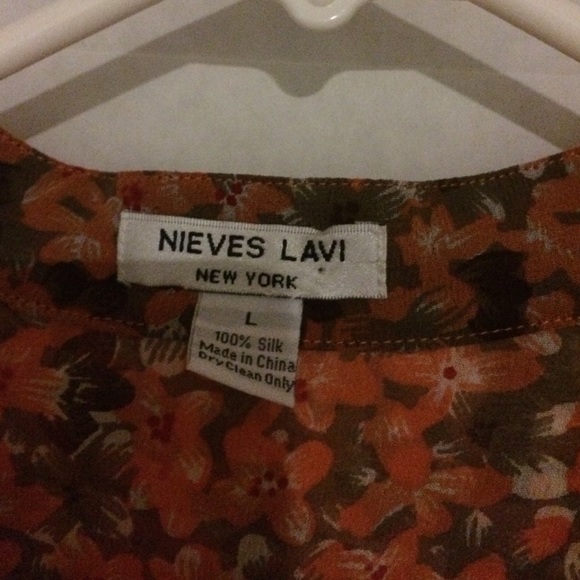 NIEVES LAVI
NEW YORK
L
100% Silk
Made in China
Dry Clean Only